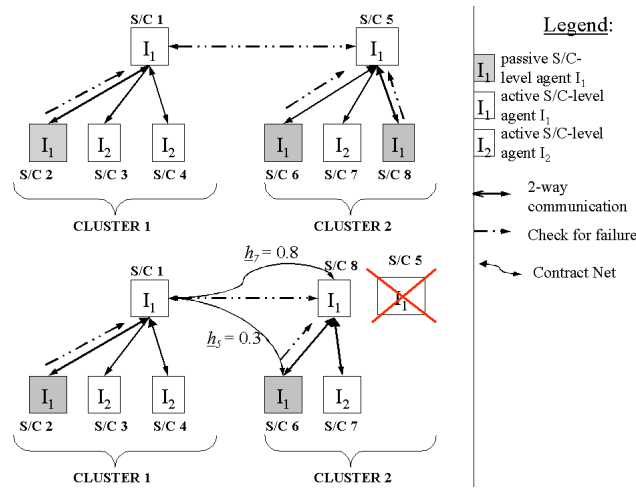 S/C 1 S/C 5 Legend:
I₁ I₁
I₁ passive S/C-
level agent I₁
I₁ active S/C-level
agent I₁
I₂ active S/C-level
agent I₂
I₁ I₂ I₂ I₁ I₂ I₁
S/C 2 S/C 3 S/C 4 S/C 6 S/C 7 S/C 8
CLUSTER 1 CLUSTER 2
2-way
communication
Check for failure
Contract Net
h₇ = 0.8
S/C 1 S/C 8 S/C 5
I₁ I₁ I₁
h₅ = 0.3
I₁ I₂ I₂ I₁ I₂
S/C 2 S/C 3 S/C 4 S/C 6 S/C 7
CLUSTER 1 CLUSTER 2